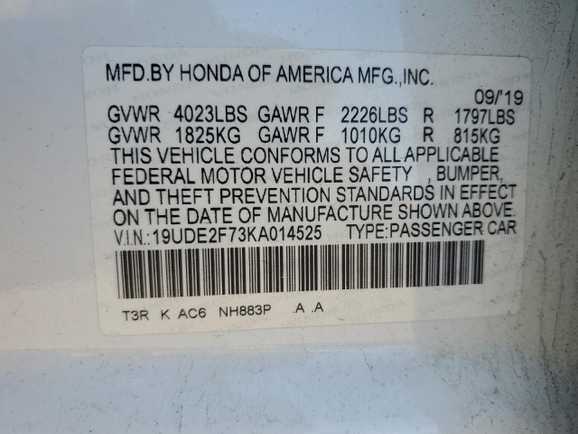 MFD.BY HONDA OF AMERICA MFG.,INC.
09/'19
GVWR 4023LBS GAWR F 2226LBS R 1797LBS
GVWR 1825KG GAWR F 1010KG R 815KG
THIS VEHICLE CONFORMS TO ALL APPLICABLE
FEDERAL MOTOR VEHICLE SAFETY , BUMPER,
AND THEFT PREVENTION STANDARDS IN EFFECT
ON THE DATE OF MANUFACTURE SHOWN ABOVE.
V.I.N.: 19UDE2F73KA014525 TYPE:PASSENGER CAR
T3R K AC6 NH883P .A .A